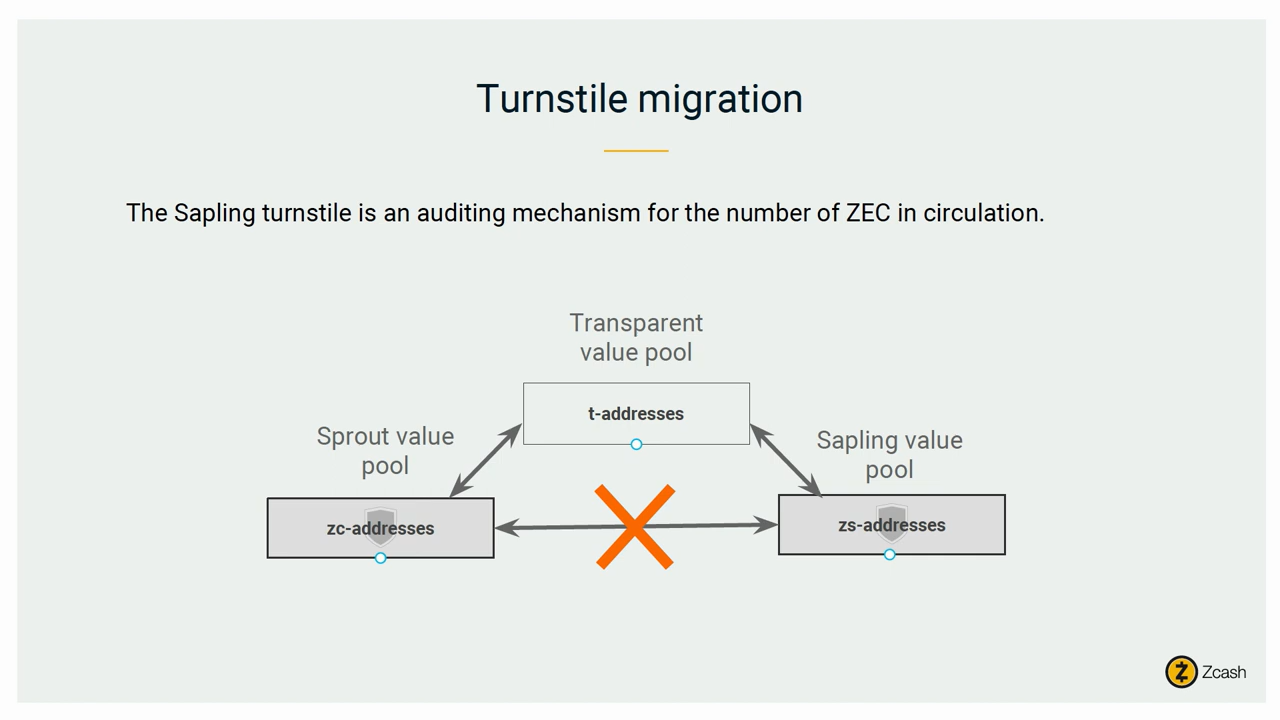 Turnstile migration
The Sapling turnstile is an auditing mechanism for the number of ZEC in circulation.
Transparent
value pool
t-addresses
Sprout value
pool
Sapling value
pool
zc-addresses
zs-addresses
Zcash